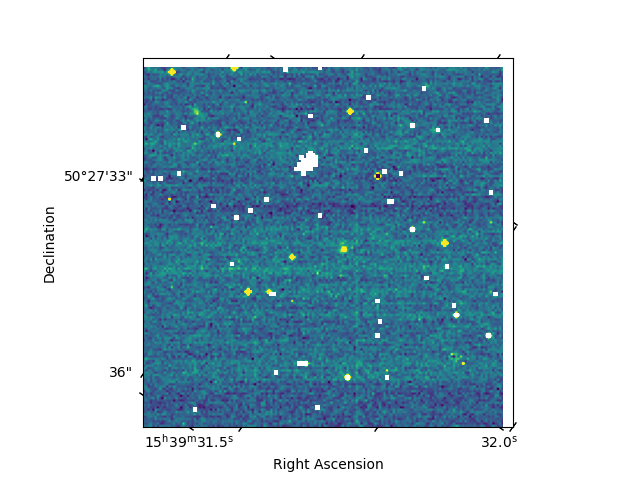 Declination
50°27'33"
36"
15ʰ39ᵐ31.5ˢ
32.0ˢ
Right Ascension